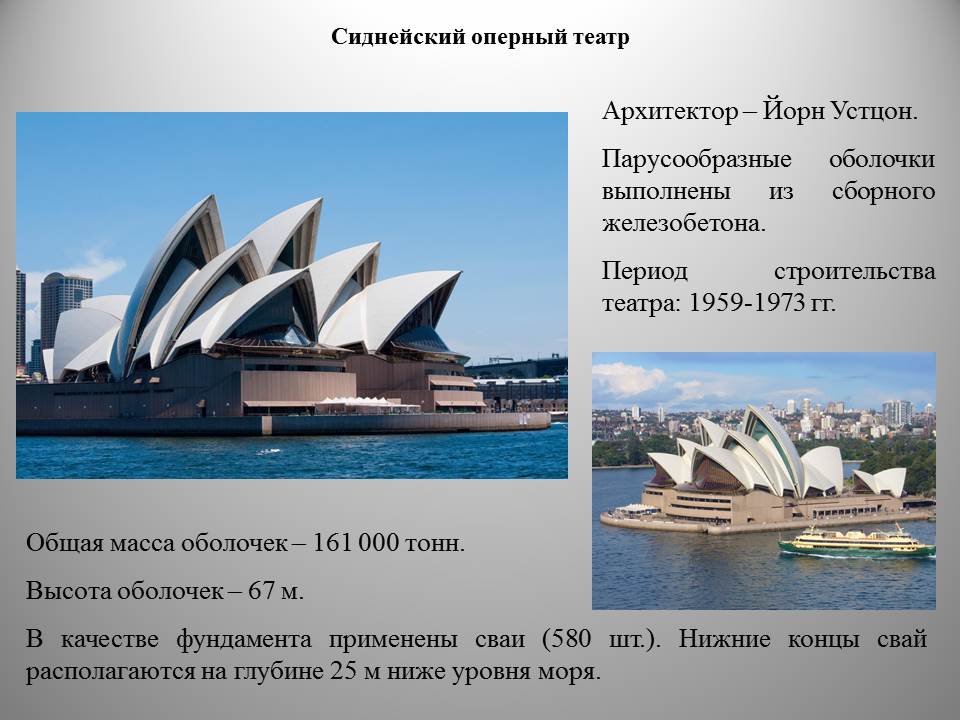 Сиднейский оперный театр
Архитектор – Йорн Устцон.
Парусообразные оболочки
выполнены из сборного
железобетона.
Период строительства
театра: 1959-1973 гг.
Общая масса оболочек – 161 000 тонн.
Высота оболочек – 67 м.
В качестве фундамента применены сваи (580 шт.). Нижние концы свай
располагаются на глубине 25 м ниже уровня моря.